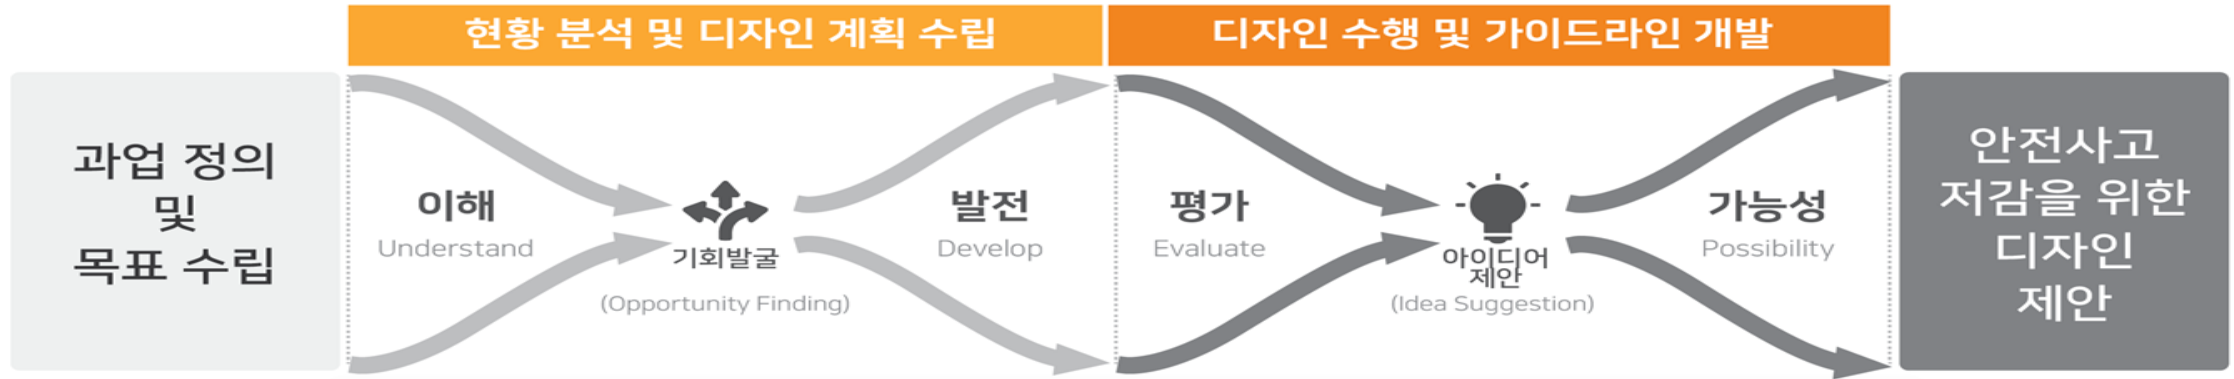 현황 분석 및 디자인 계획 수립
디자인 수행 및 가이드라인 개발
과업 정의
및
목표 수립
이해
Understand
기회발굴
(Opportunity Finding)
발전
Develop
평가
Evaluate
아이디어
제안
(Idea Suggestion)
가능성
Possibility
안전사고
저감을 위한
디자인
제안